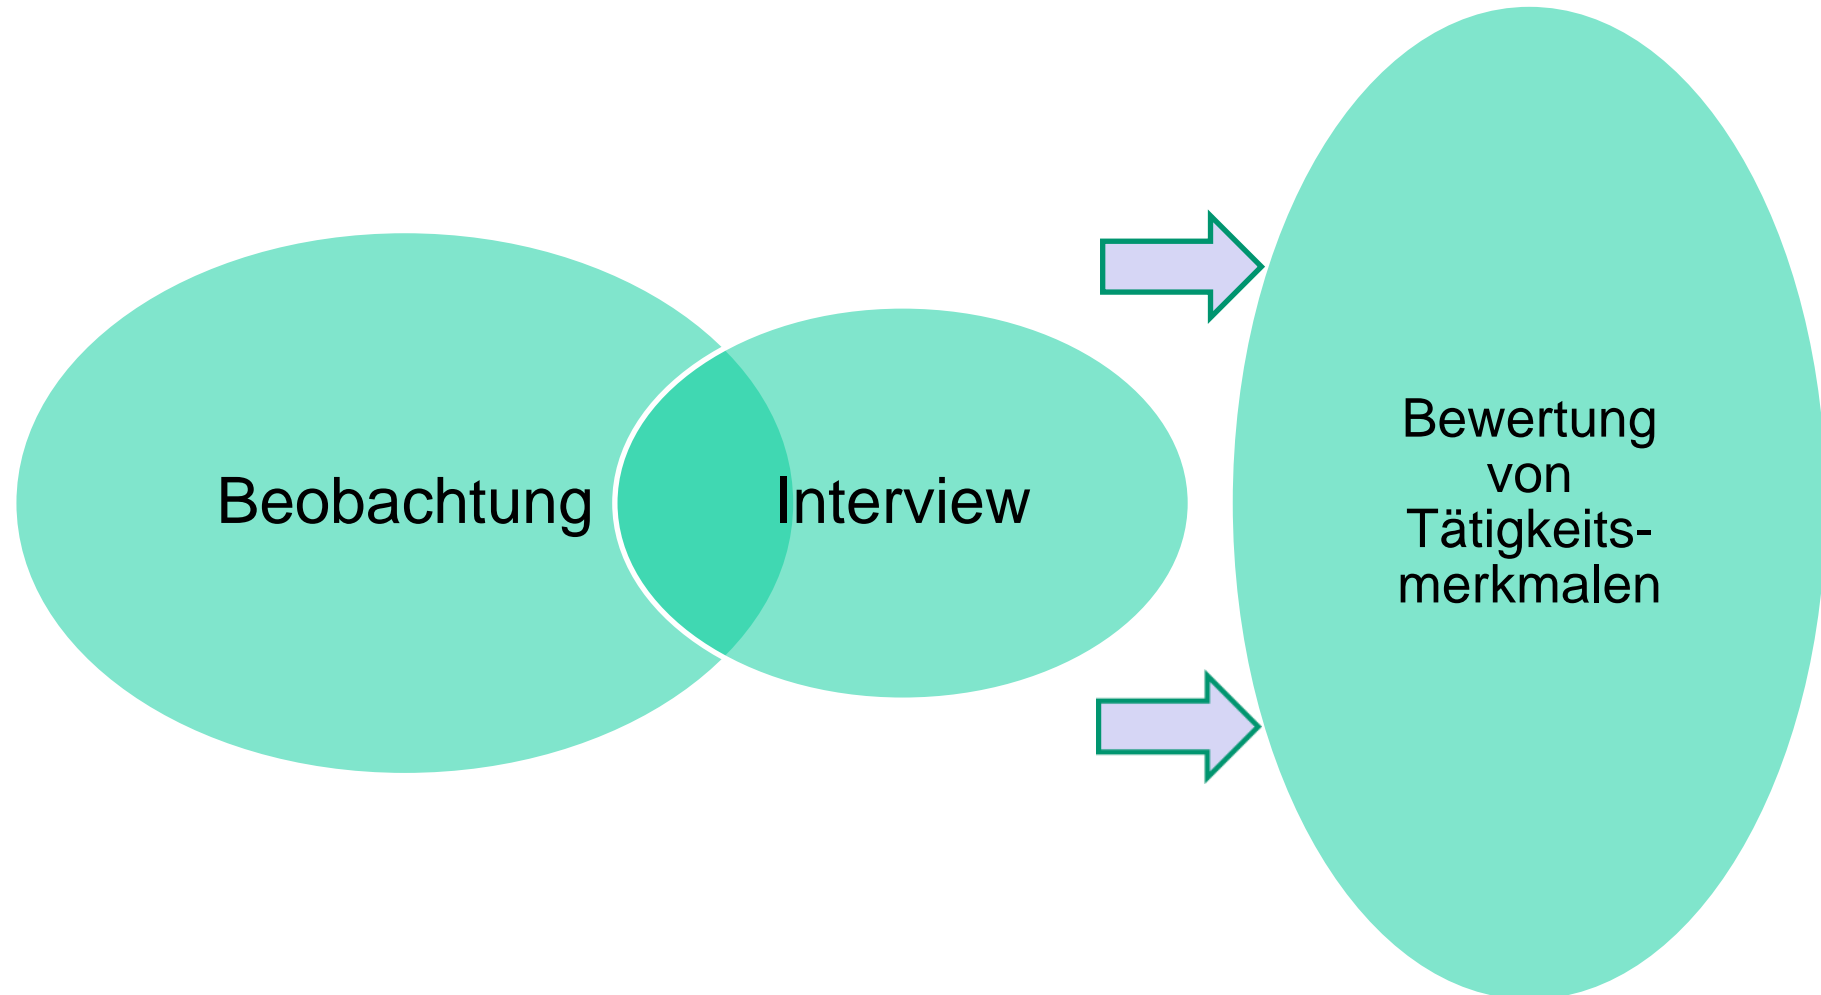 Beobachtung
Interview
Bewertung
von
Tätigkeits-
merkmalen